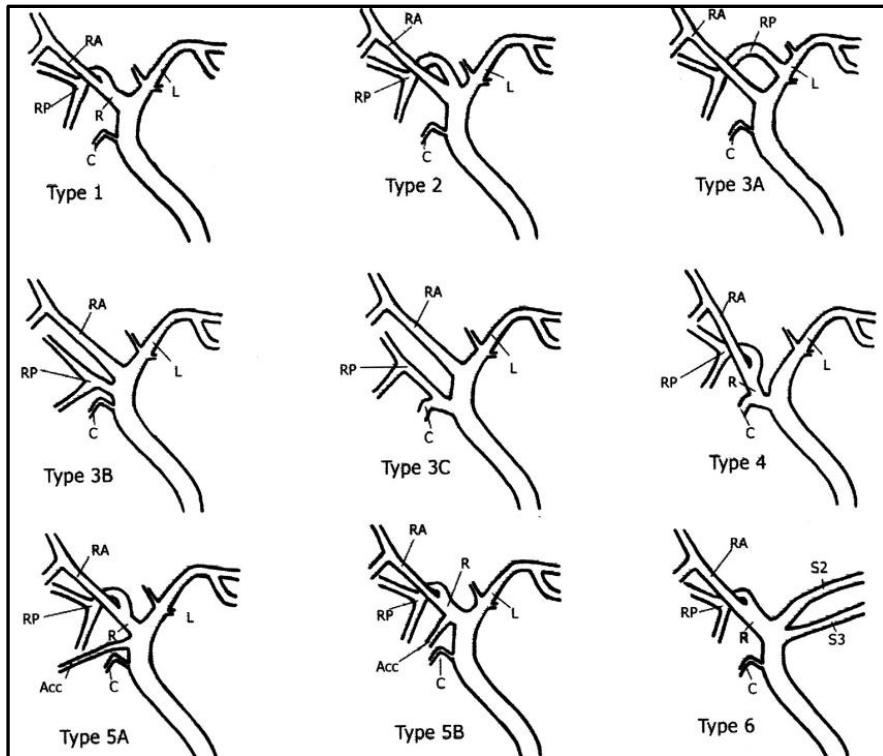 RA
RP
R
L
C
Type 1
RA
RP
L
C
Type 2
RA
RP
L
C
Type 3A
RA
RP
L
C
Type 3B
RA
RP
L
C
Type 3C
RA
RP
R
L
C
Type 4
RA
RP
R
L
Acc
C
Type 5A
RA
R
RP
L
Acc
C
Type 5B
RA
S2
RP
R
S3
C
Type 6